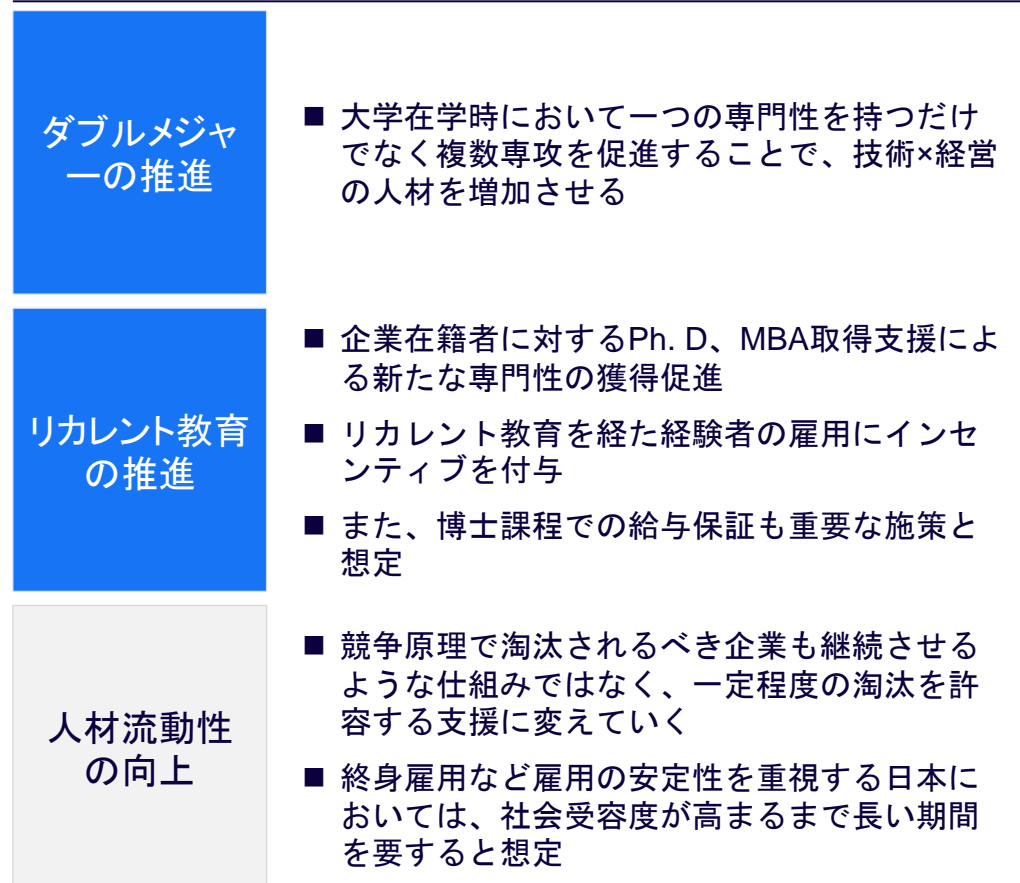 ダブルメジャ
ーの推進
■ 大学在学時において一つの専門性を持つだけ
でなく複数専攻を促進することで、技術×経営
の人材を増加させる
リカレント教育
の推進
■ 企業在籍者に対するPh. D、MBA取得支援によ
る新たな専門性の獲得促進
■ リカレント教育を経た経験者の雇用にインセ
ンティブを付与
■ また、博士課程での給与保証も重要な施策と
想定
人材流動性
の向上
■ 競争原理で淘汰されるべき企業も継続させる
ような仕組みではなく、一定程度の淘汰を許
容する支援に変えていく
■ 終身雇用など雇用の安定性を重視する日本に
おいては、社会受容度が高まるまで長い期間
を要すると想定